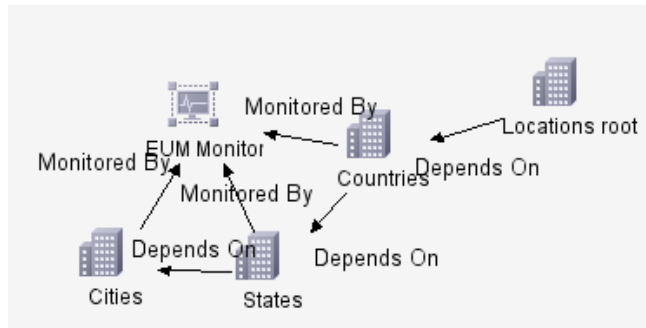 Monitored By
EUM Monitor
Locations root
Monitored By
Countries
Depends On
Monitored By
Depends On
Depends On
Cities
States